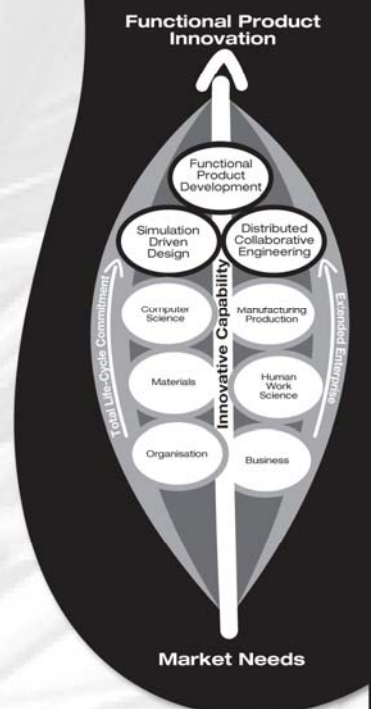 Functional Product
Innovation
Functional
Product
Development
Simulation
Driven
Design
Distributed
Collaborative
Engineering
Computer
Science
Manufacturing
Production
Materials
Human
Work
Science
Organisation
Business
Total Life-Cycle Commitment
Innovative Capability
Extended Enterprise
Market Needs